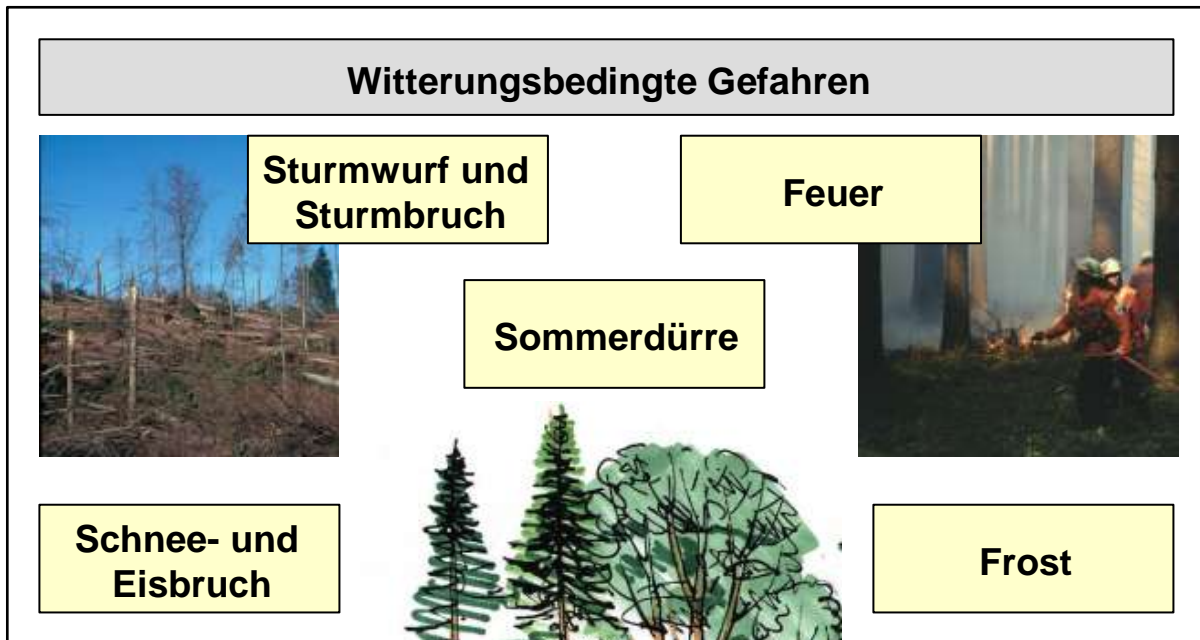 Witterungsbedingte Gefahren
Sturmwurf und
Sturmbruch
Feuer
Sommerdürre
Schnee- und
Eisbruch
Frost